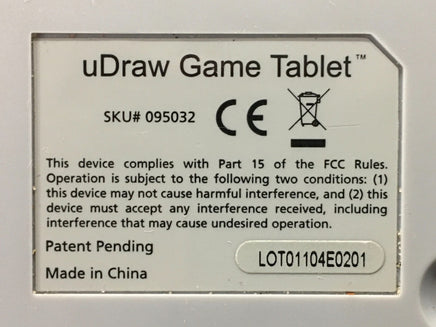 uDraw Game Tablet™
SKU# 095032 CE
This device complies with Part 15 of the FCC Rules.
Operation is subject to the following two conditions: (1)
this device may not cause harmful interference, and (2) this
device must accept any interference received, including
interference that may cause undesired operation.
Patent Pending
LOT01104E0201
Made in China